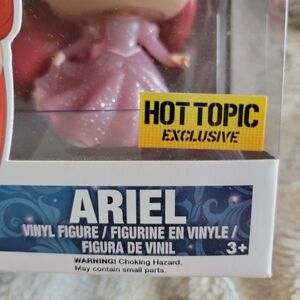 HOT TOPIC
EXCLUSIVE
ARIEL
VINYL FIGURE / FIGURINE EN VINYLE /
FIGURA DE VINIL
3+
WARNING! Choking Hazard.
May contain small parts.